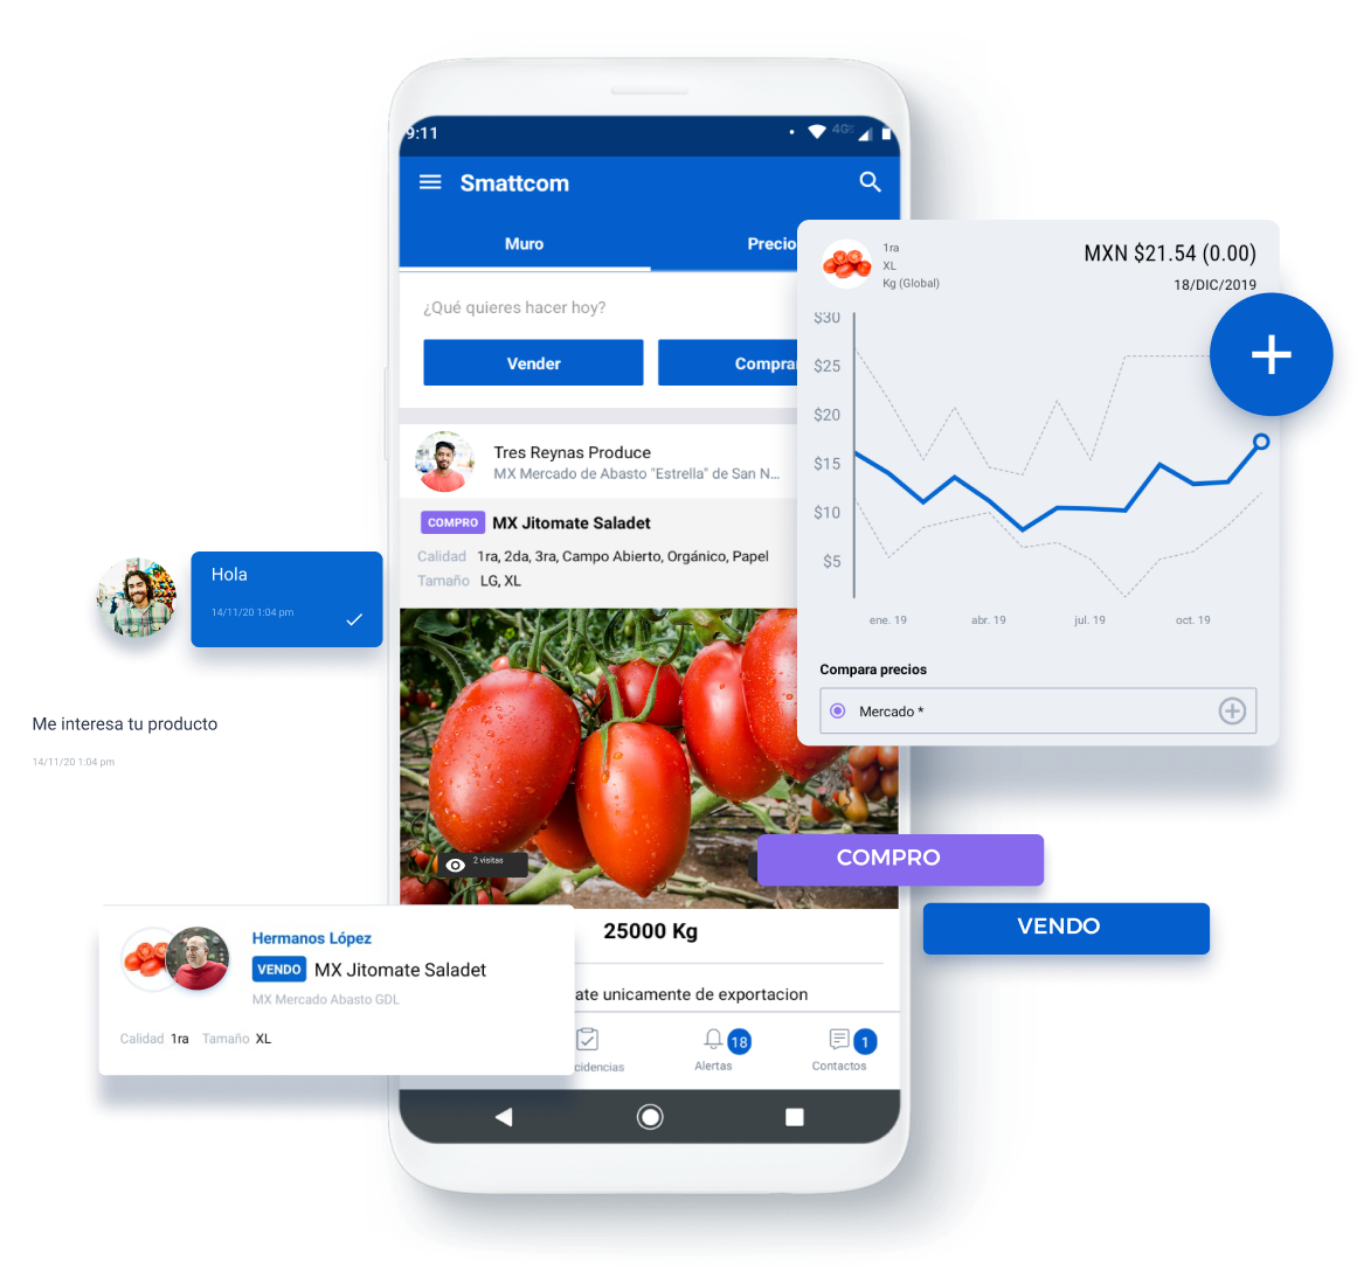 9:11
4G
Smattcom
Muro
Precio
¿Qué quieres hacer hoy?
Vender
Compra
Tres Reynas Produce
MX Mercado de Abasto "Estrella" de San N...
COMPRO MX Jitomate Saladet
Calidad 1ra, 2da, 3ra, Campo Abierto, Orgánico, Papel
Tamaño LG, XL
2 visitas
25000 Kg
ate unicamente de exportacion
cidencias
18
Alertas
1
Contactos
1ra
XL
Kg (Global)
MXN $21.54 (0.00)
18/DIC/2019
$30
$25
$20
$15
$10
$5
ene. 19
abr. 19
jul. 19
oct. 19
Compara precios
Mercado *
Hola
14/11/20 1:04 pm
Me interesa tu producto
14/11/20 1:04 pm
COMPRO
VENDO
Hermanos López
VENDO MX Jitomate Saladet
MX Mercado Abasto GDL
Calidad 1ra Tamaño XL